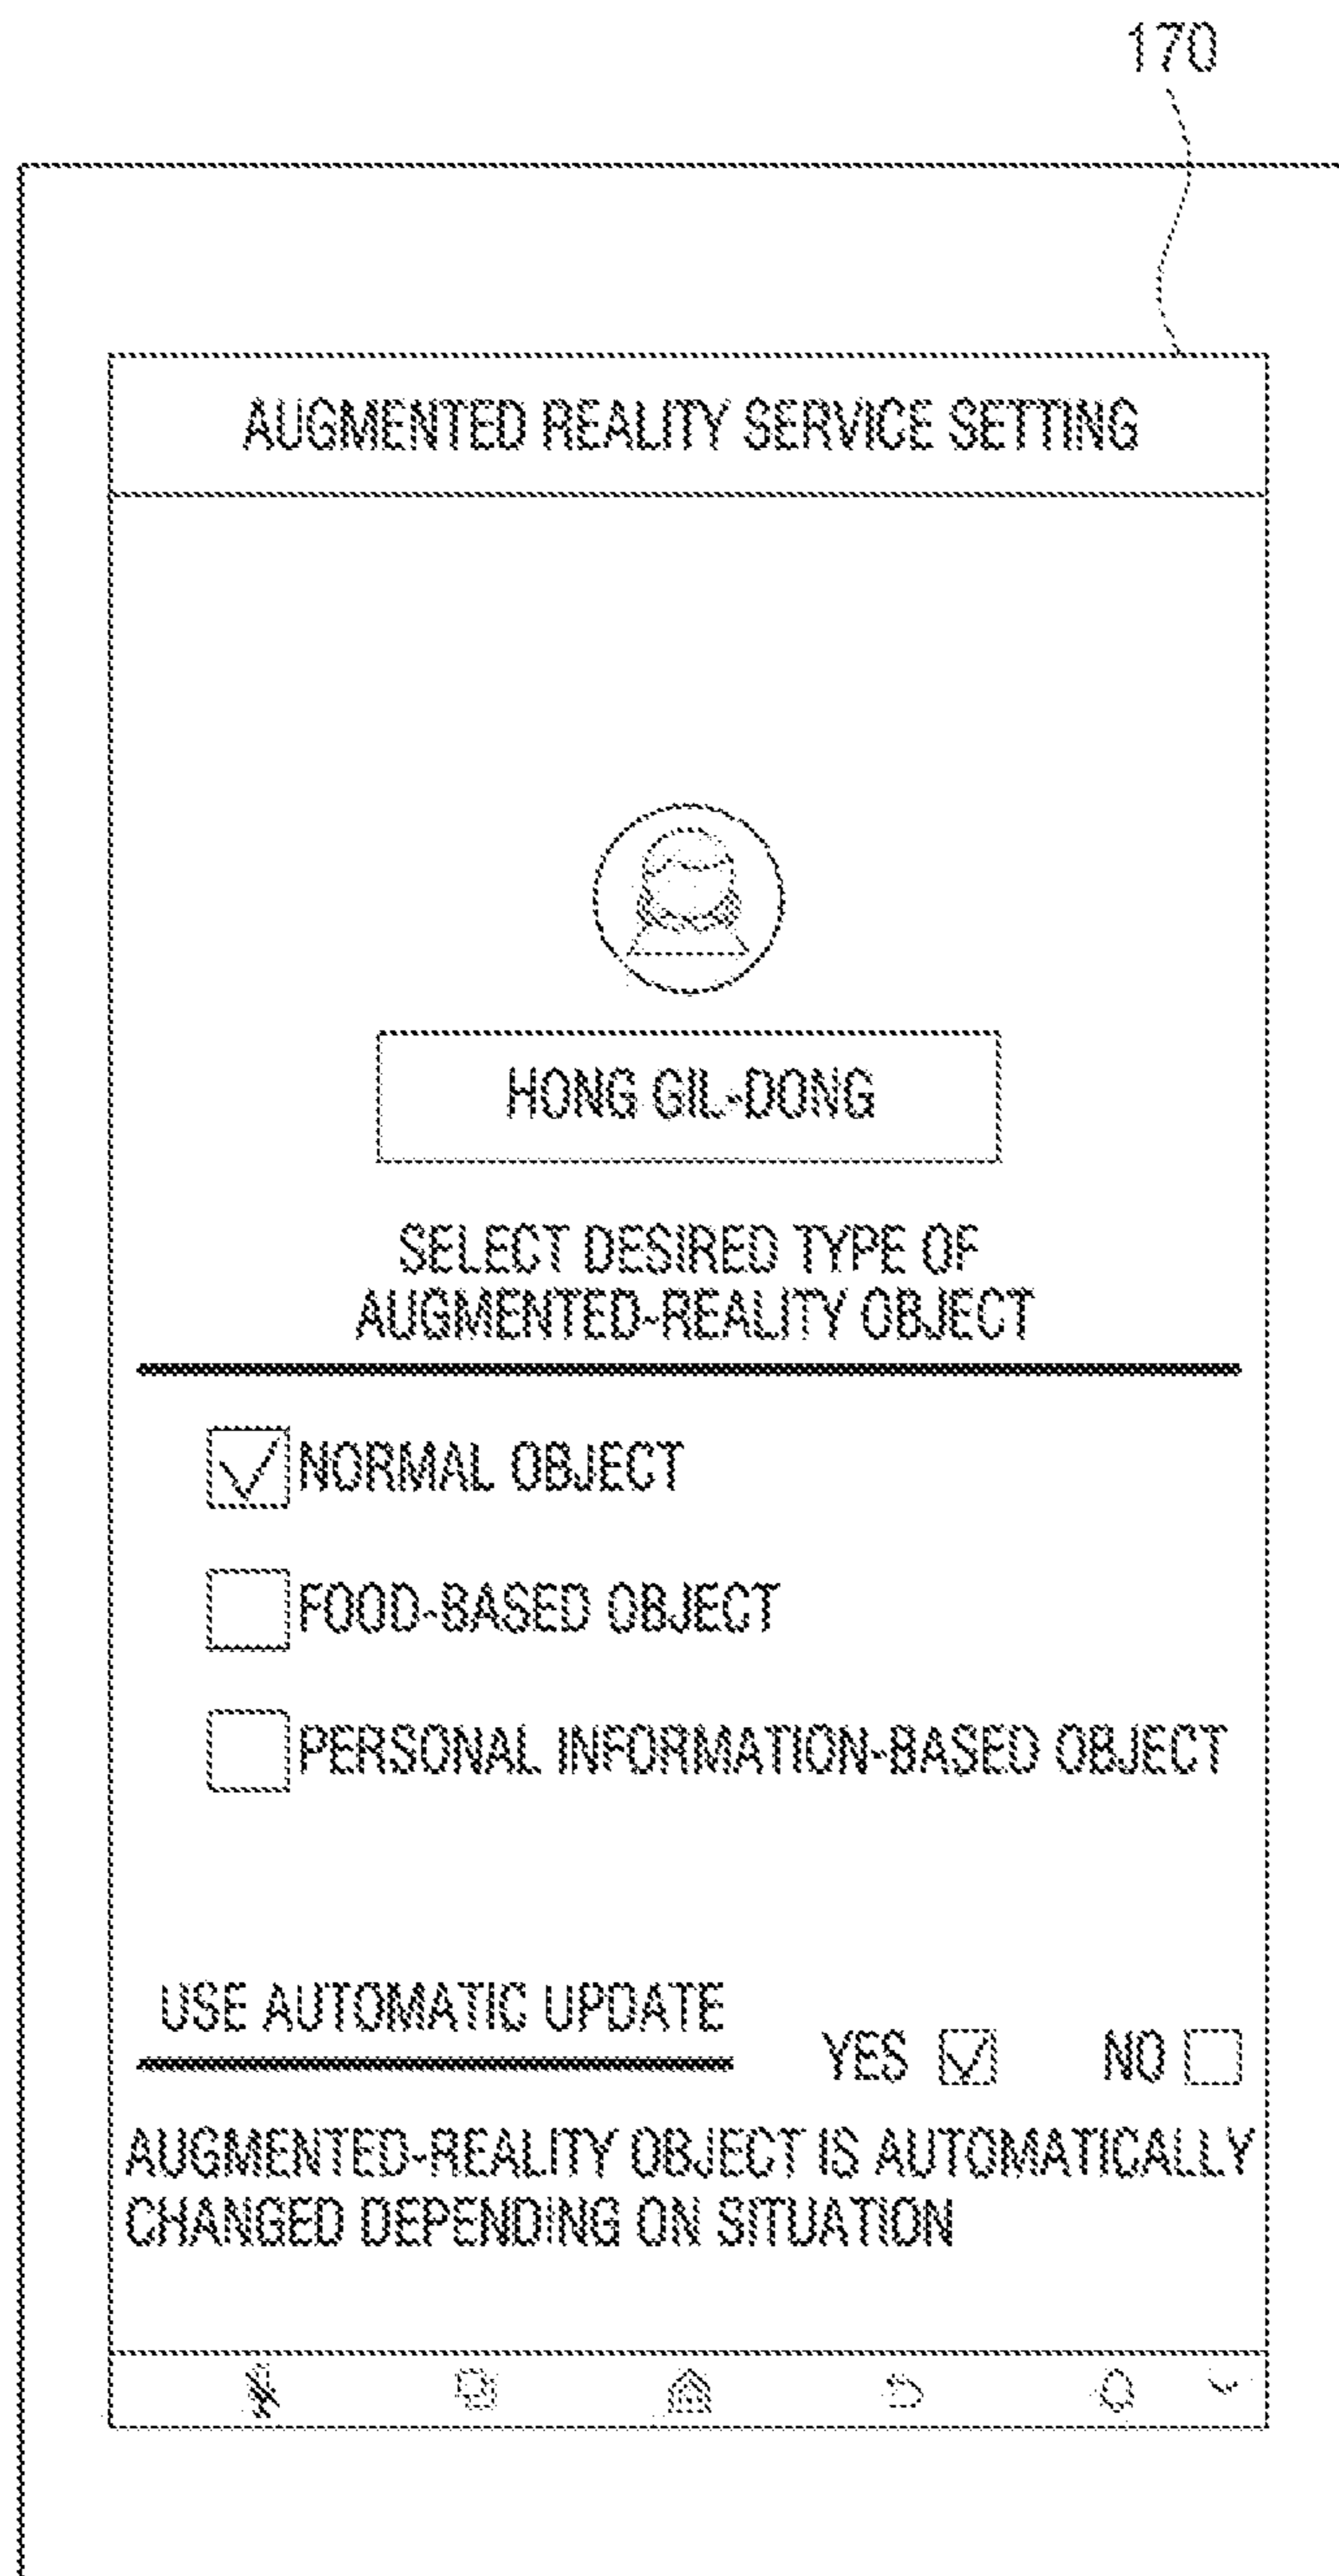 170
AUGMENTED REALITY SERVICE SETTING
HONG GIL-DONG
SELECT DESIRED TYPE OF
AUGMENTED-REALITY OBJECT
NORMAL OBJECT
FOOD-BASED OBJECT
PERSONAL INFORMATION-BASED OBJECT
USE AUTOMATIC UPDATE
YES NO
AUGMENTED-REALITY OBJECT IS AUTOMATICALLY
CHANGED DEPENDING ON SITUATION